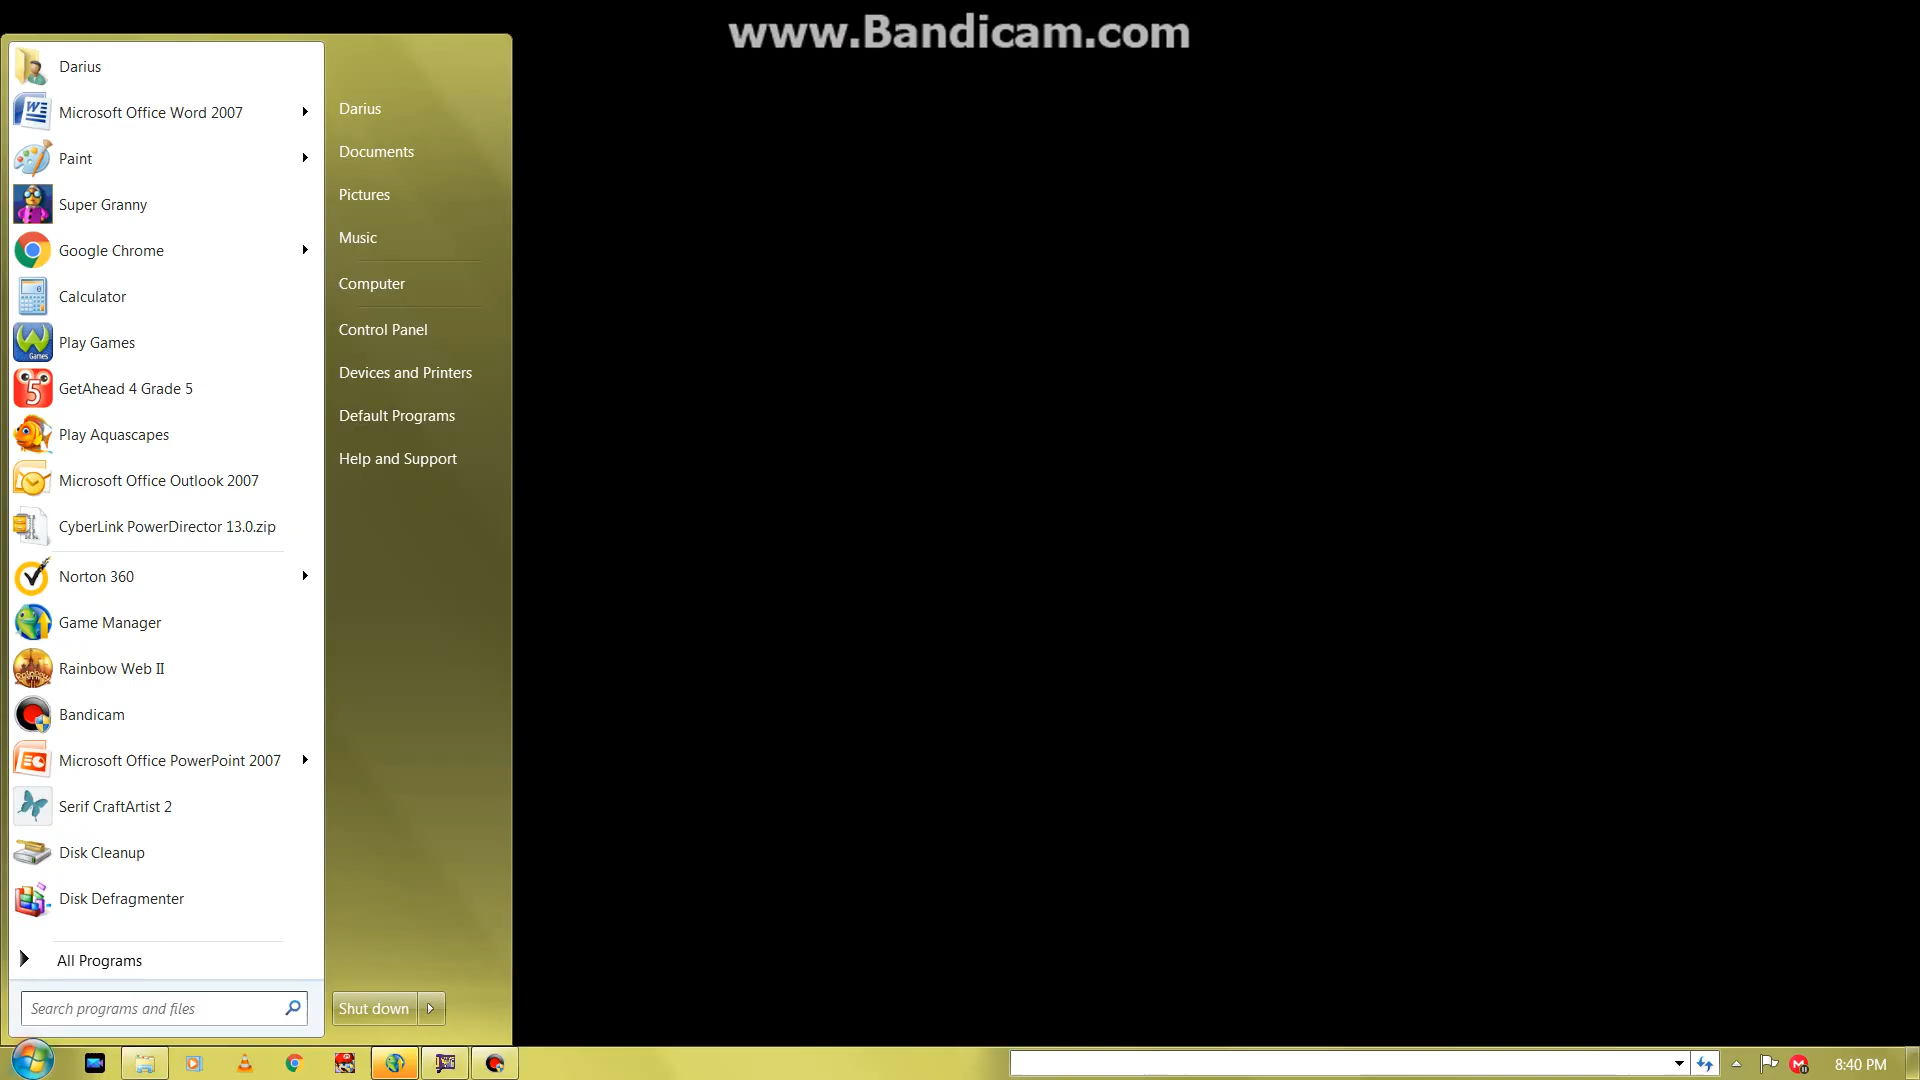 www.Bandicam.com
Darius
Microsoft Office Word 2007
Paint
Super Granny
Google Chrome
Calculator
Play Games
GetAhead 4 Grade 5
Play Aquascapes
Microsoft Office Outlook 2007
CyberLink PowerDirector 13.0.zip
Norton 360
Game Manager
Rainbow Web II
Bandicam
Microsoft Office PowerPoint 2007
Serif CraftArtist 2
Disk Cleanup
Disk Defragmenter
All Programs
Search programs and files
Darius
Documents
Pictures
Music
Computer
Control Panel
Devices and Printers
Default Programs
Help and Support
Shut down
8:40 PM